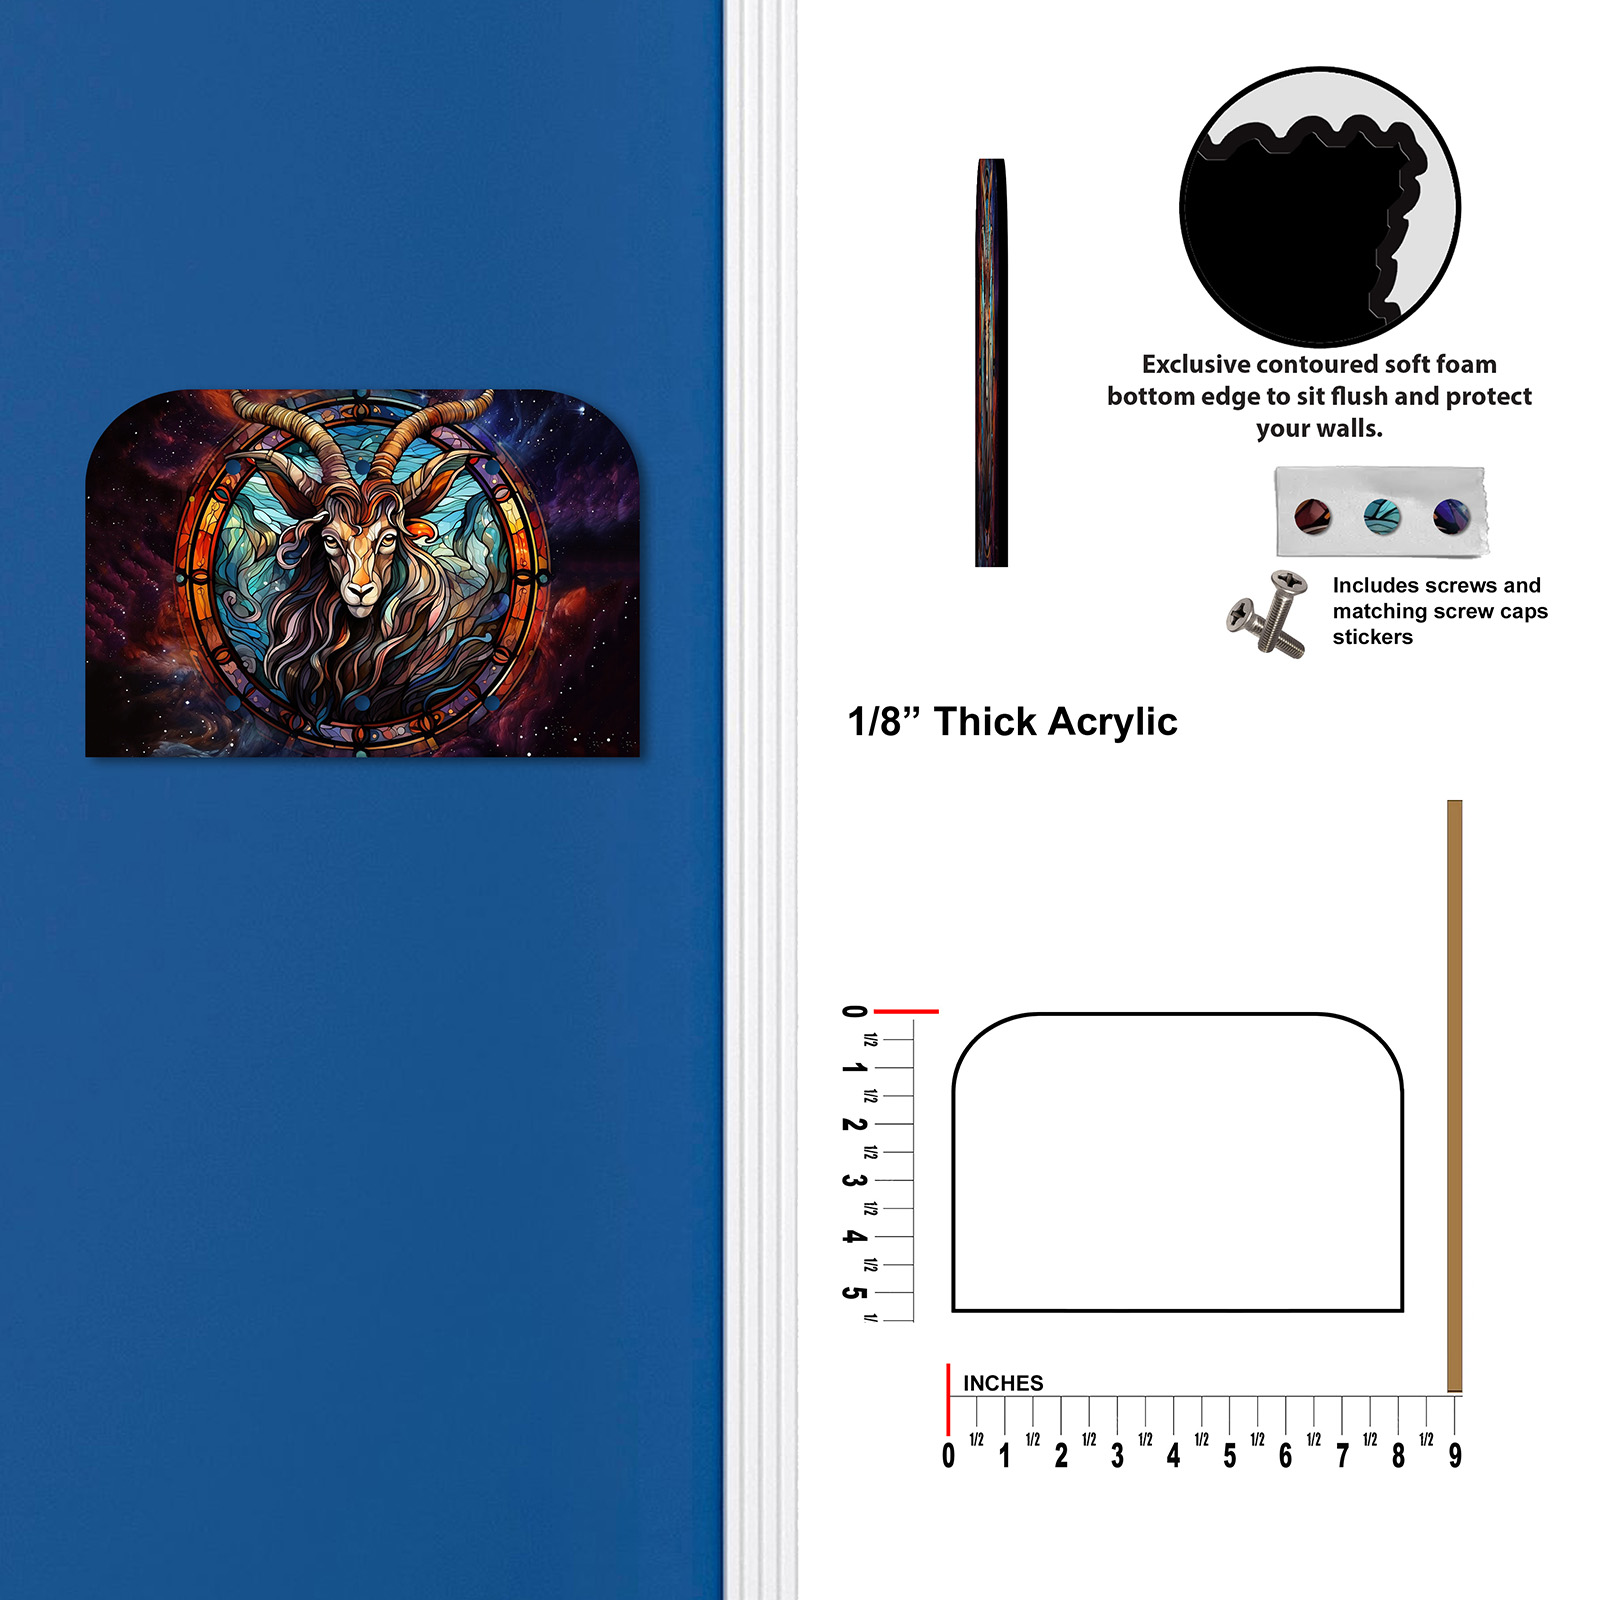 Exclusive contoured soft foam
bottom edge to sit flush and protect
your walls.
Includes screws and
matching screw caps
stickers
1/8” Thick Acrylic
0
1/2
1
1/2
2
1/2
3
1/2
4
1/2
5
1/
INCHES
0 1/2 1 1/2 2 1/2 3 1/2 4 1/2 5 1/2 6 1/2 7 1/2 8 1/2 9